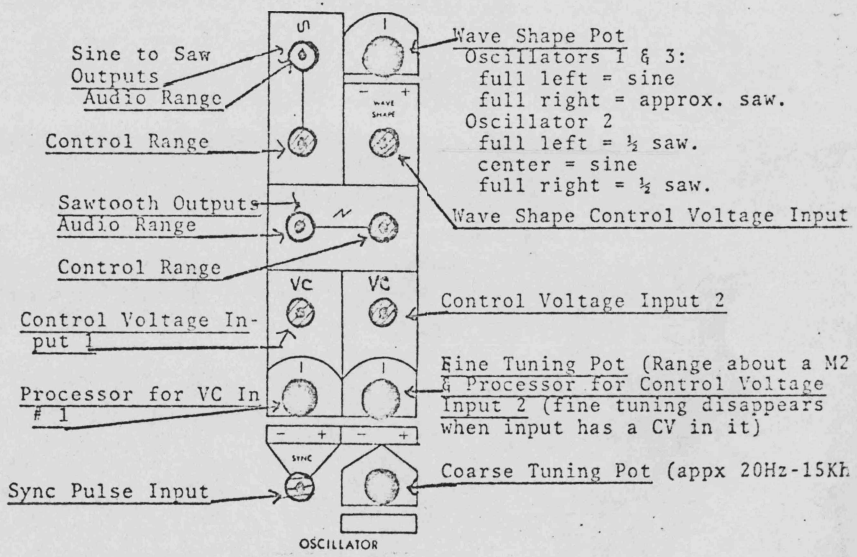 Sine to Saw
Outputs
Audio Range
Control Range
Sawtooth Outputs
Audio Range
Control Range
Control Voltage In-
put 1
Processor for VC In
# 1
Sync Pulse Input
- +
WAVE
SHAPE
VC
VC
- +
- +
SYNC
OSCILLATOR
Wave Shape Pot
Oscillators 1 & 3:
full left = sine
full right = approx. saw.
Oscillator 2
full left = ½ saw.
center = sine
full right = ½ saw.
Wave Shape Control Voltage Input
Control Voltage Input 2
Fine Tuning Pot (Range about a M2
& Processor for Control Voltage
Input 2 (fine tuning disappears
when input has a CV in it)
Coarse Tuning Pot (appx 20Hz-15Kh